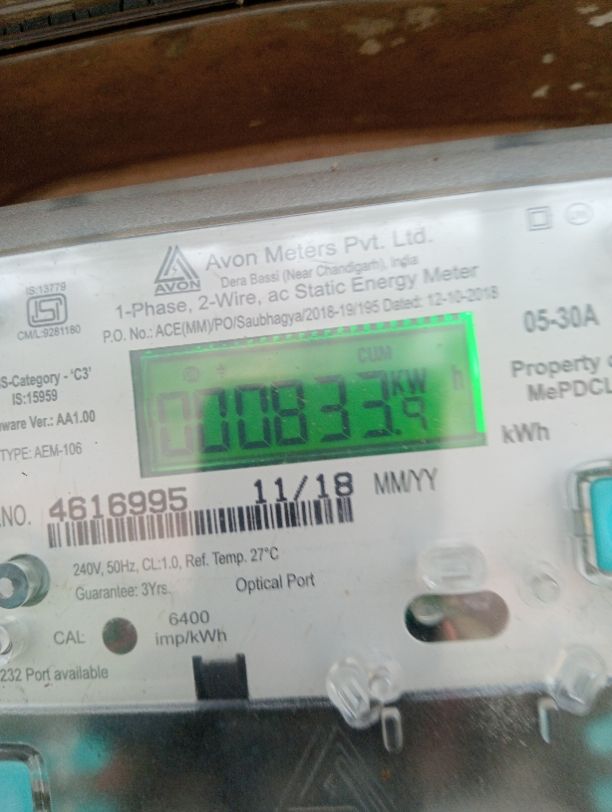 AVON
Avon Meters Pvt. Ltd.
Dera Bassi (Near Chandigarh), India
1-Phase, 2-Wire, ac Static Energy Meter
P.O. No.: ACE(MM)/PO/Saubhagya/2018-19/195 Dated: 12-10-2018
IS:13779
ISI
CM/L:9281180
S-Category - 'C3'
IS:15959
ware Ver.: AA1.00
TYPE: AEM-106
CUM
000833.9 KW h
05-30A
Property o
MePDCL
kWh
.NO. 4616995 11/18 MM/YY
240V, 50Hz, CL:1.0, Ref. Temp. 27°C
Guarantee: 3Yrs. Optical Port
CAL: 6400
imp/kWh
232 Port available